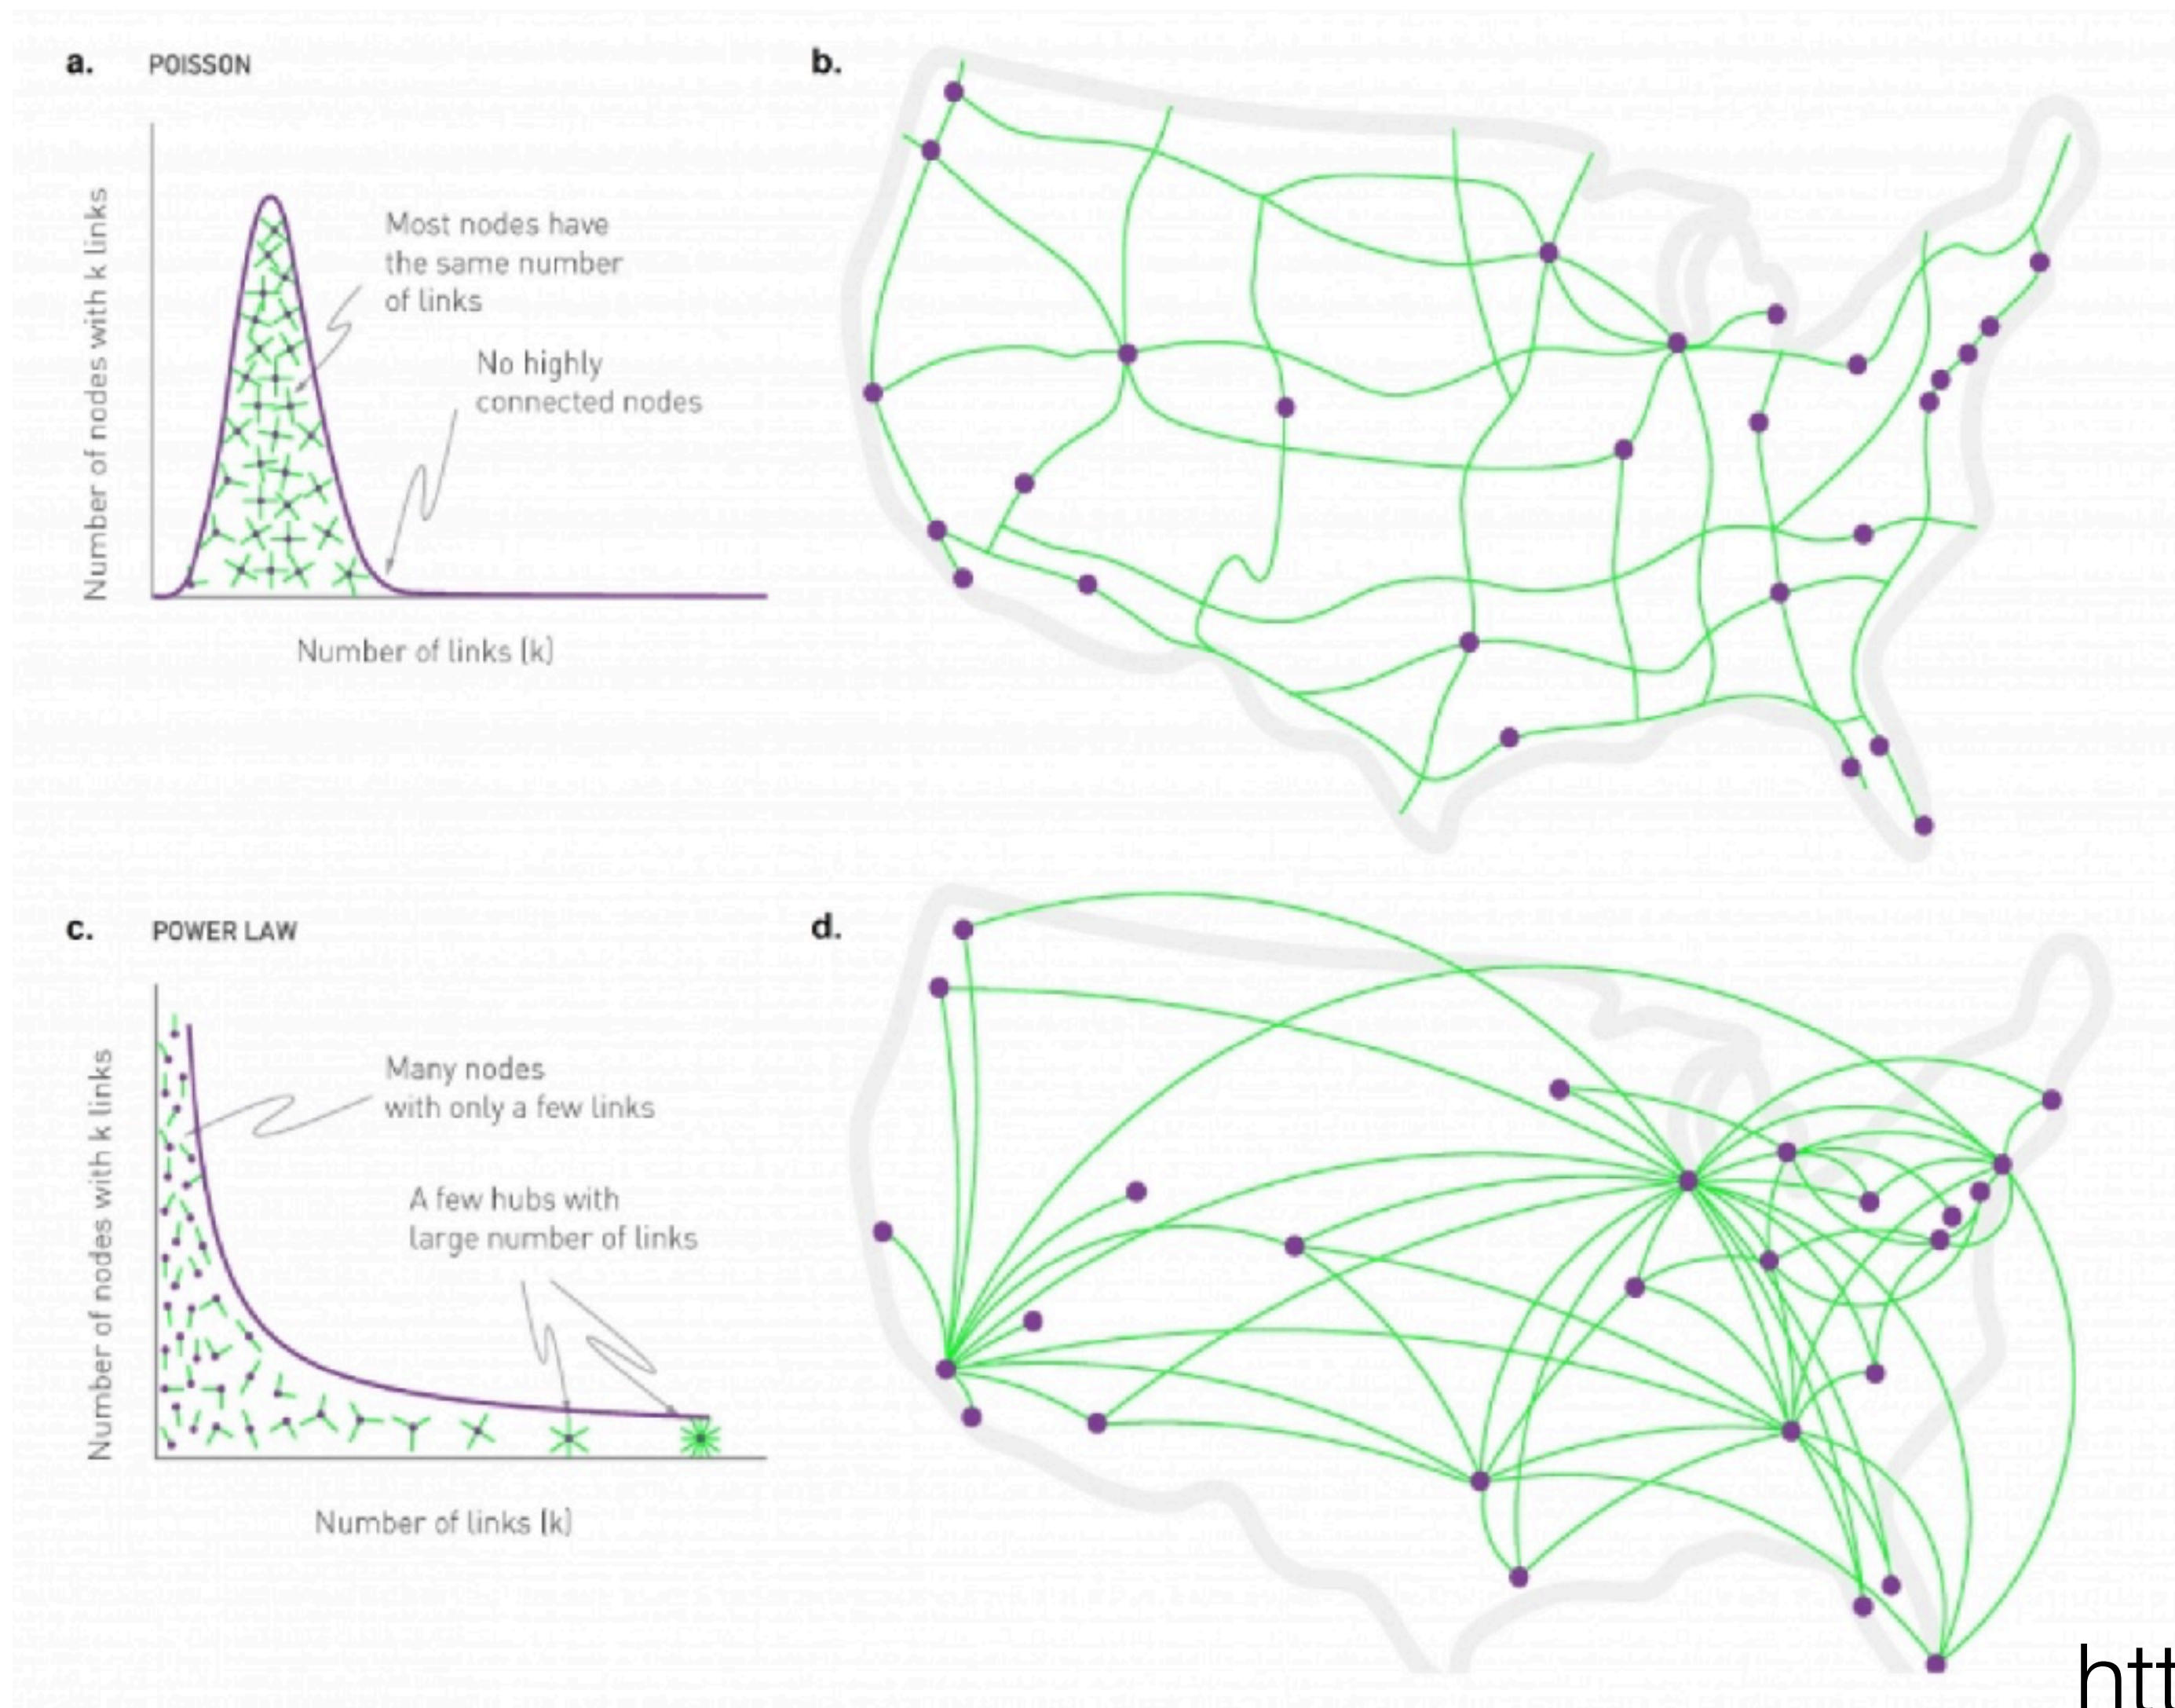 a. POISSON
Number of nodes with k links
Most nodes have
the same number
of links
No highly
connected nodes
Number of links (k)
b.
c. POWER LAW
Number of nodes with k links
Many nodes
with only a few links
A few hubs with
large number of links
Number of links (k)
d.
htt